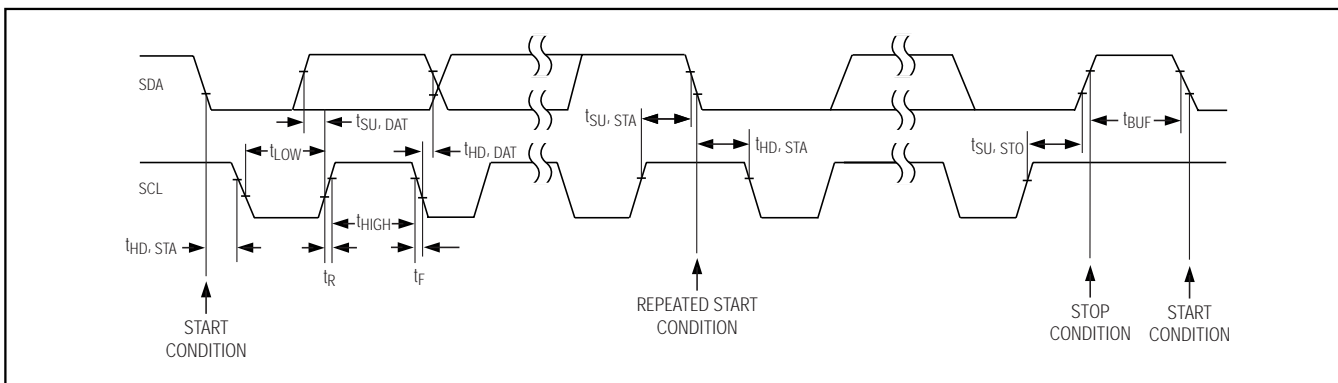 SDA
tSU, DAT
tSU, STA
tBUF
tLOW
tHD, DAT
tHD, STA
tSU, STO
SCL
tHIGH
tHD, STA
tR
tF
START
CONDITION
REPEATED START
CONDITION
STOP
CONDITION
START
CONDITION